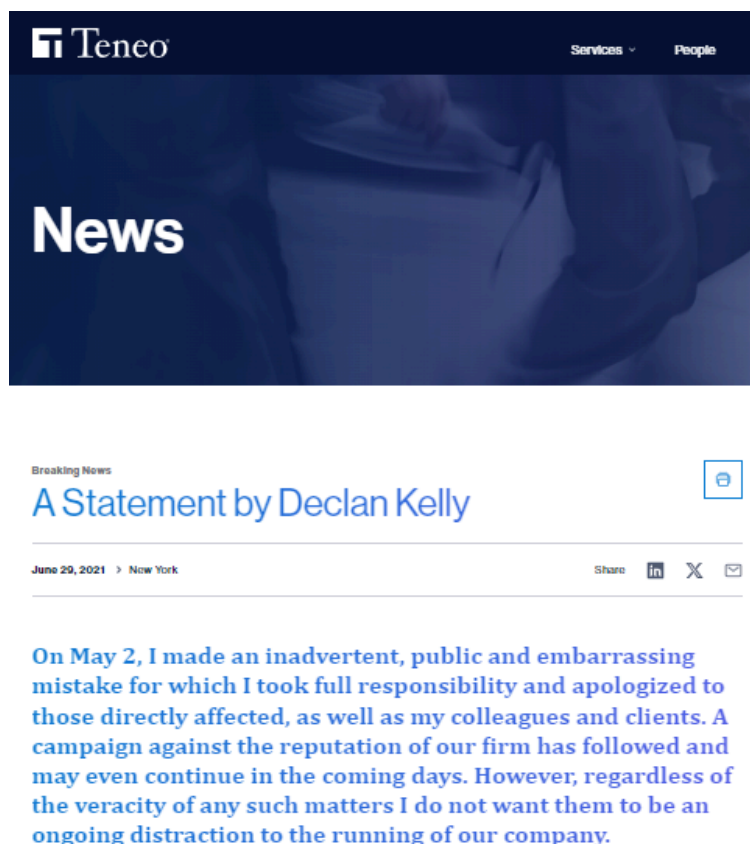 Teneo
Services
People
News
Breaking News
A Statement by Declan Kelly
June 29, 2021 > New York
Share
On May 2, I made an inadvertent, public and embarrassing
mistake for which I took full responsibility and apologized to
those directly affected, as well as my colleagues and clients. A
campaign against the reputation of our firm has followed and
may even continue in the coming days. However, regardless of
the veracity of any such matters I do not want them to be an
ongoing distraction to the running of our company.